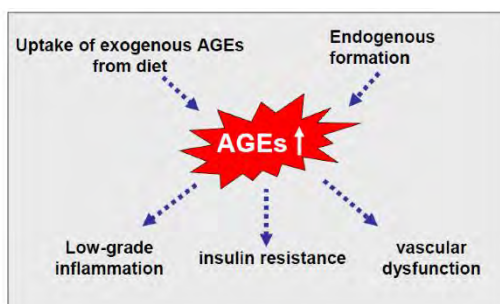 Uptake of exogenous AGEs
from diet
Endogenous
formation
AGEs ↑
Low-grade
inflammation
insulin resistance
vascular
dysfunction